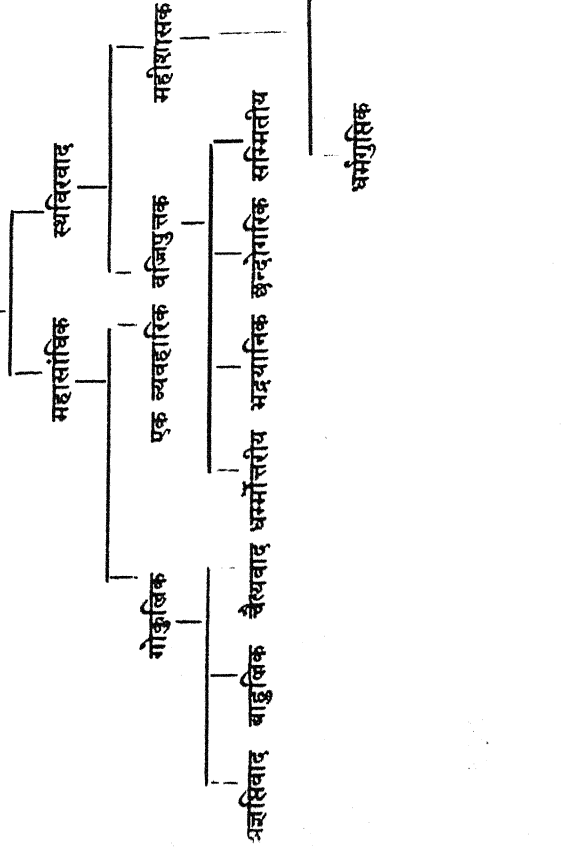 महासांघिक स्थविरवाद
गोकुलिक एक व्यवहारिक वज्जिपुत्तक महीशासक
प्रज्ञप्तिवाद बाहुलिक चैत्यवाद धर्म्मोत्तरीय भद्रयानिक छन्दागरिक सम्मितीय
धर्मगुप्तिक